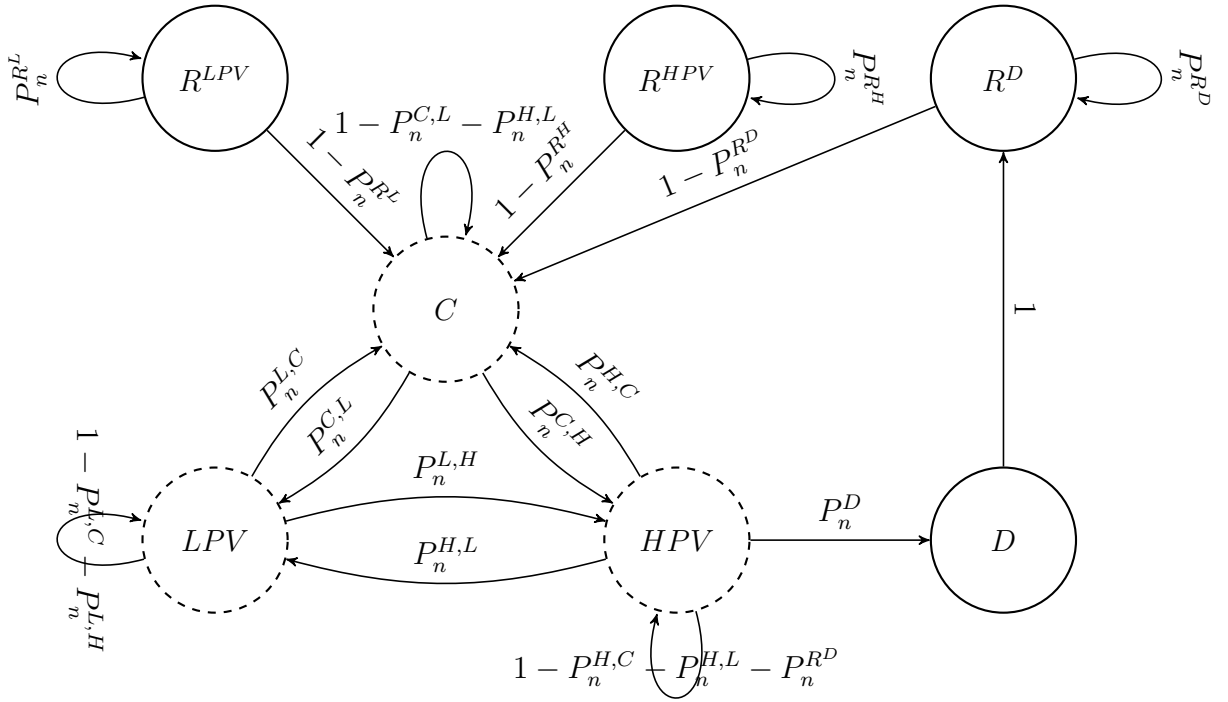 $R^{LPV}$
$R^{HPV}$
$R^{D}$
$P_n^{R^L}$
$P_n^{R^H}$
$P_n^{R^D}$
$1 - P_n^{C,L} - P_n^{H,L}$
$1 - P_n^{R^L}$
$1 - P_n^{R^H}$
$1 - P_n^{R^D}$
$C$
$1$
$P_n^{L,C}$
$P_n^{C,L}$
$P_n^{C,H}$
$P_n^{H,C}$
$1 - P_n^{L,C} - P_n^{L,H}$
$P_n^{L,H}$
$LPV$
$P_n^{H,L}$
$HPV$
$P_n^{D}$
$D$
$1 - P_n^{H,C} - P_n^{H,L} - P_n^{R^D}$